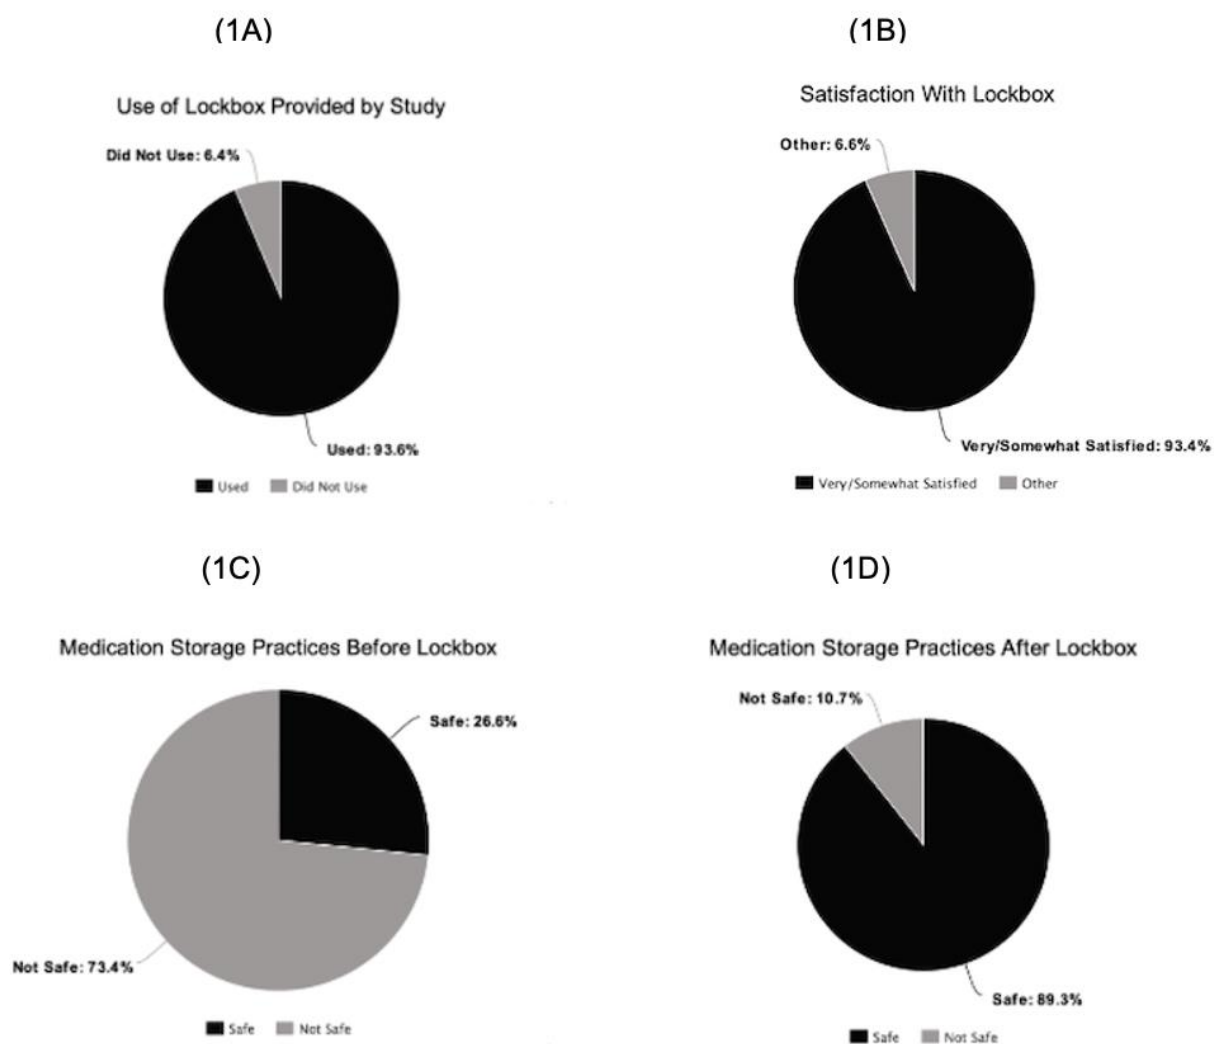 (1A)
Use of Lockbox Provided by Study
Did Not Use: 6.4%
Used: 93.6%
Used Did Not Use
(1B)
Satisfaction With Lockbox
Other: 6.6%
Very/Somewhat Satisfied: 93.4%
Very/Somewhat Satisfied Other
(1C)
Medication Storage Practices Before Lockbox
Safe: 26.6%
Not Safe: 73.4%
Safe Not Safe
(1D)
Medication Storage Practices After Lockbox
Not Safe: 10.7%
Safe: 89.3%
Safe Not Safe